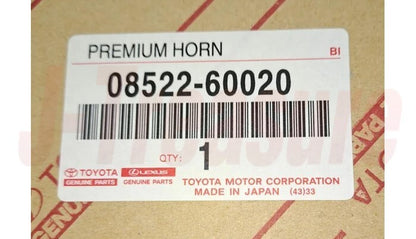 PREMIUM HORN BI
08522-60020
QTY: 1
TOYOTA LEXUS
GENUINE PARTS GENUINE PARTS
TOYOTA MOTOR CORPORATION
MADE IN JAPAN (43)33